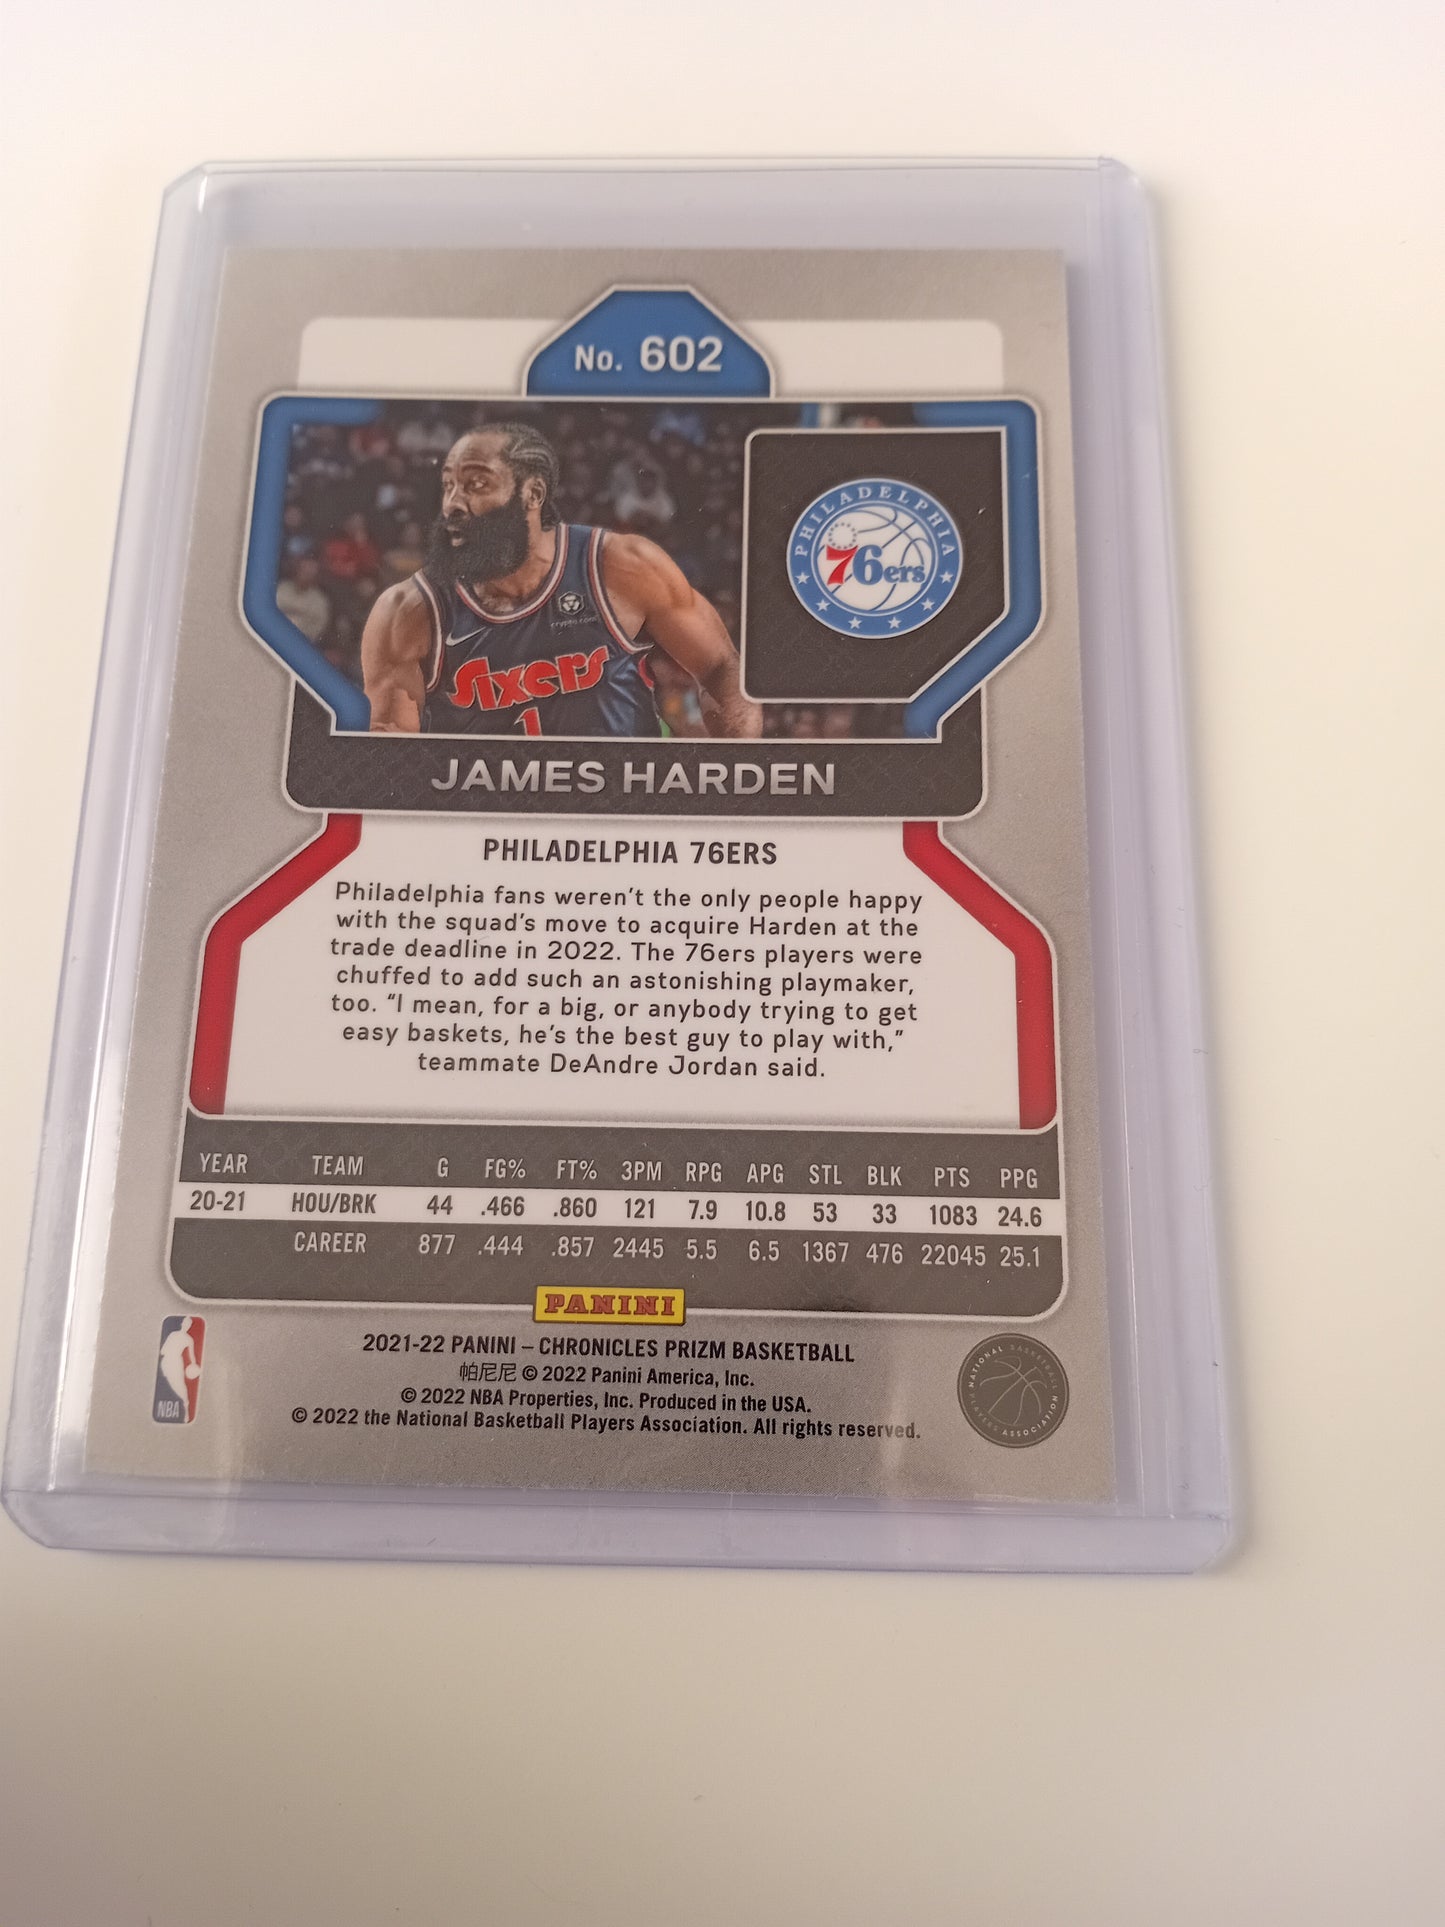 No. 602
PHILADELPHIA
76ers
crypto.com
Sixers
1
JAMES HARDEN
PHILADELPHIA 76ERS
Philadelphia fans weren't the only people happy
with the squad's move to acquire Harden at the
trade deadline in 2022. The 76ers players were
chuffed to add such an astonishing playmaker,
too. “I mean, for a big, or anybody trying to get
easy baskets, he's the best guy to play with,”
teammate DeAndre Jordan said.
YEAR TEAM G FG% FT% 3PM RPG APG STL BLK PTS PPG
20-21 HOU/BRK 44 .466 .860 121 7.9 10.8 53 33 1083 24.6
CAREER 877 .444 .857 2445 5.5 6.5 1367 476 22045 25.1
PANINI
2021-22 PANINI – CHRONICLES PRIZM BASKETBALL
帕尼尼 © 2022 Panini America, Inc.
© 2022 NBA Properties, Inc. Produced in the USA.
© 2022 the National Basketball Players Association. All rights reserved.
NBA
NATIONAL BASKETBALL
PLAYERS ASSOCIATION